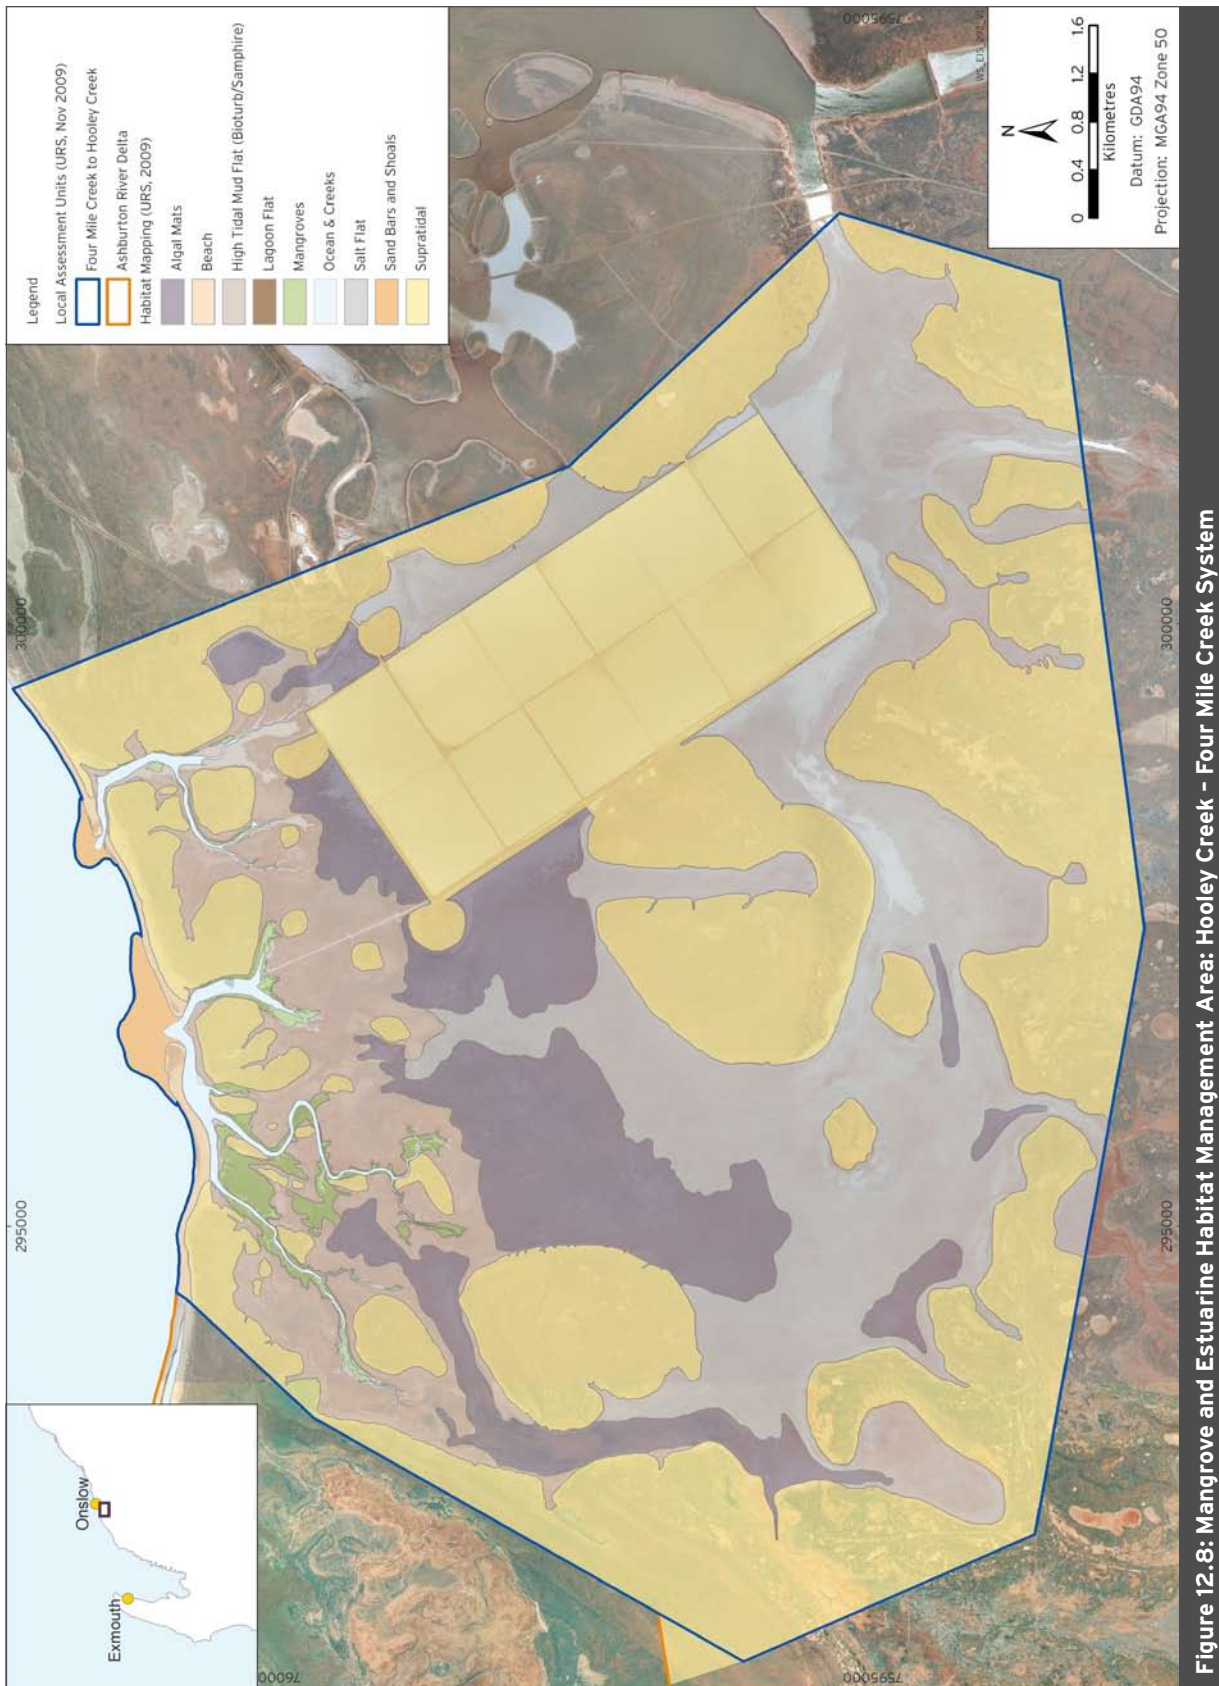 Exmouth
Onslow
295000
300000
Legend
Local Assessment Units (URS, Nov 2009)
Four Mile Creek to Hooley Creek
Ashburton River Delta
Habitat Mapping (URS, 2009)
Algal Mats
Beach
High Tidal Mud Flat (Bioturb/Samphire)
Lagoon Flat
Mangroves
Ocean & Creeks
Salt Flat
Sand Bars and Shoals
Supratidal
76000
7595000
7595000
295000
300000
N
0 0.4 0.8 1.2 1.6
Kilometres
Datum: GDA94
Projection: MGA94 Zone 50
Figure 12.8: Mangrove and Estuarine Habitat Management Area: Hooley Creek - Four Mile Creek System